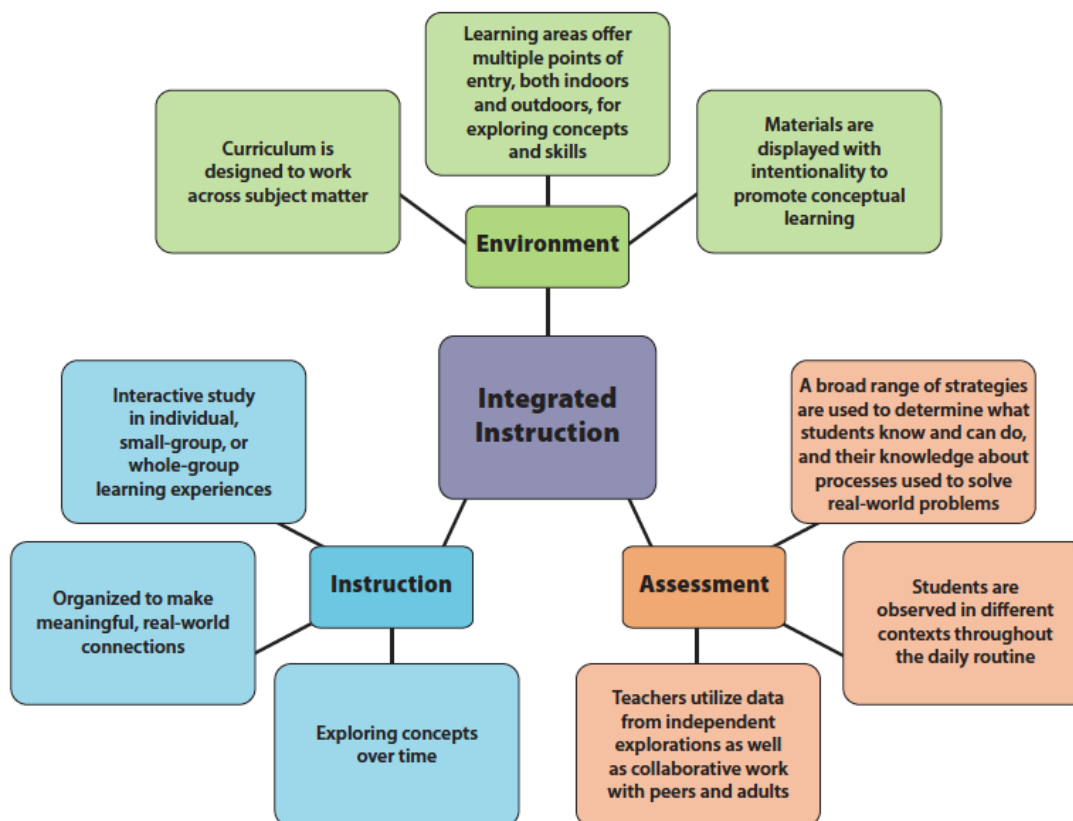 Learning areas offer
multiple points of
entry, both indoors
and outdoors, for
exploring concepts
and skills
Curriculum is
designed to work
across subject matter
Materials are
displayed with
intentionality to
promote conceptual
learning
Environment
Integrated
Instruction
Interactive study
in individual,
small-group, or
whole-group
learning experiences
A broad range of strategies
are used to determine what
students know and can do,
and their knowledge about
processes used to solve
real-world problems
Instruction
Assessment
Organized to make
meaningful, real-world
connections
Students are
observed in different
contexts throughout
the daily routine
Exploring concepts
over time
Teachers utilize data
from independent
explorations as well
as collaborative work
with peers and adults